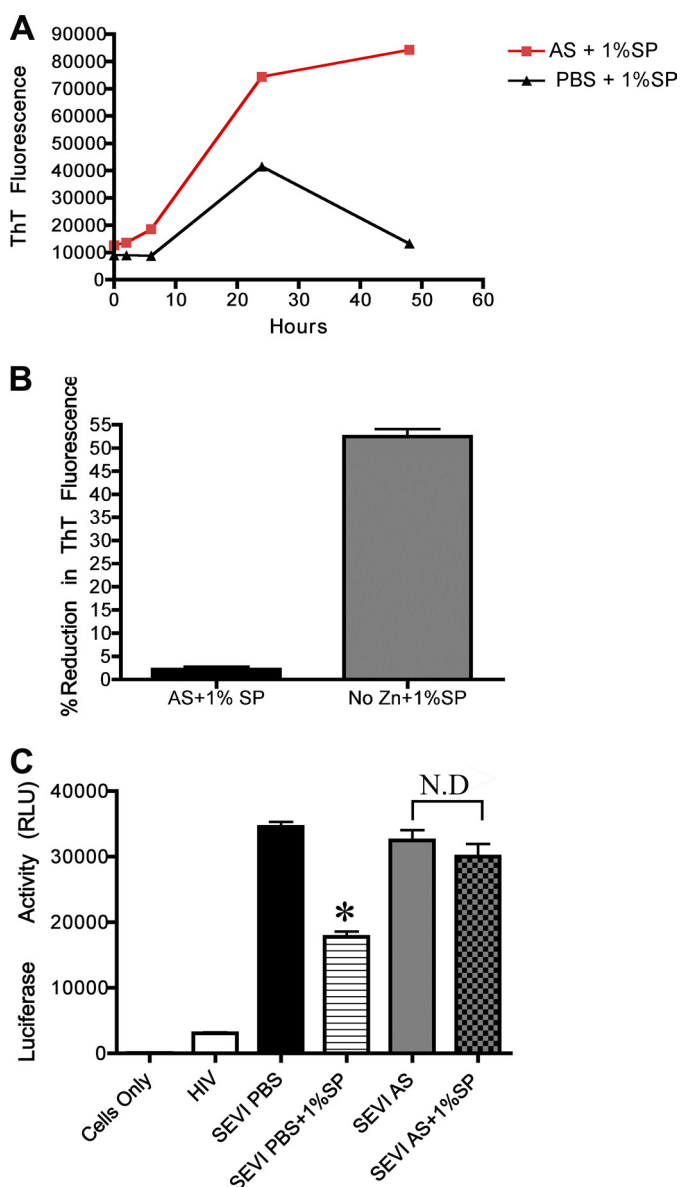 A
90000
80000
70000
60000
50000
40000
30000
20000
10000
0
ThT Fluorescence
0 10 20 30 40 50 60
Hours
AS + 1%SP
PBS + 1%SP
B
55
50
45
40
35
30
25
20
15
10
5
0
%Reduction in ThT Fluorescence
AS+1% SP
No Zn+1%SP
C
40000
30000
20000
10000
0
Luciferase Activity (RLU)
*
N.D
Cells Only
HIV
SEVI PBS
SEVI PBS+1%SP
SEVI AS
SEVI AS+1%SP